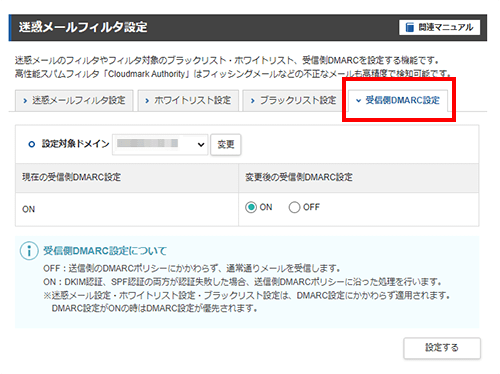 迷惑メールフィルタ設定
関連マニュアル
迷惑メールのフィルタやフィルタ対象のブラックリスト・ホワイトリスト、受信側DMARCを設定する機能です。
高性能スパムフィルタ「Cloudmark Authority」はフィッシングメールなどの不正なメールも高精度で検知可能です。
迷惑メールフィルタ設定 ホワイトリスト設定 ブラックリスト設定 受信側DMARC設定
設定対象ドメイン 変更
現在の受信側DMARC設定 変更後の受信側DMARC設定
ON ON OFF
受信側DMARC設定について
OFF：送信側のDMARCポリシーにかかわらず、通常通りメールを受信します。
ON：DKIM認証、SPF認証の両方が認証失敗した場合、送信側DMARCポリシーに沿った処理を行います。
※迷惑メール設定・ホワイトリスト設定・ブラックリスト設定は、DMARC設定にかかわらず適用されます。
DMARC設定がONの時はDMARC設定が優先されます。
設定する